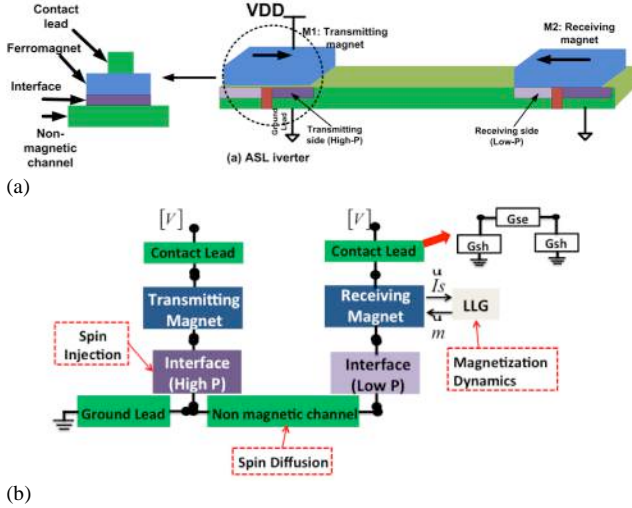 Contact lead
Ferromagnet
Interface
Non-magnetic channel
VDD
M1: Transmitting magnet
M2: Receiving magnet
Ground Lead
Transmitting side (High-P)
Receiving side (Low-P)
(a) ASL iverter
(a)
[V]
[V]
Contact Lead
Contact Lead
Gse
Gsh
Gsh
Transmitting Magnet
Receiving Magnet
u
Is
u
m
LLG
Spin Injection
Interface (High P)
Interface (Low P)
Magnetization Dynamics
Ground Lead
Non magnetic channel
Spin Diffusion
(b)